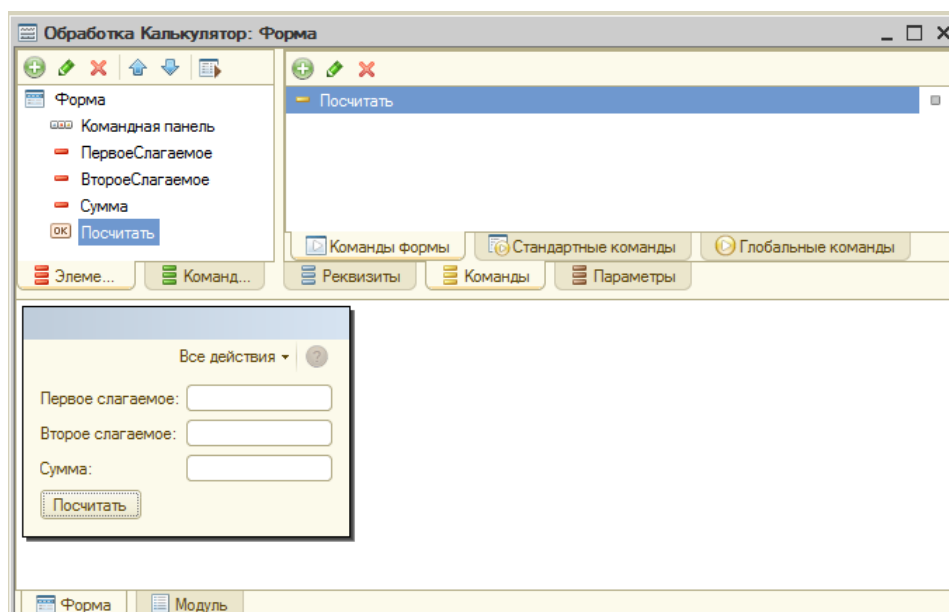 Обработка Калькулятор: Форма
Форма
Командная панель
ПервоеСлагаемое
ВтороеСлагаемое
Сумма
OK Посчитать
Элеме...
Команд...
Посчитать
Команды формы
Стандартные команды
Глобальные команды
Реквизиты
Команды
Параметры
Все действия
?
Первое слагаемое:
Второе слагаемое:
Сумма:
Посчитать
Форма
Модуль